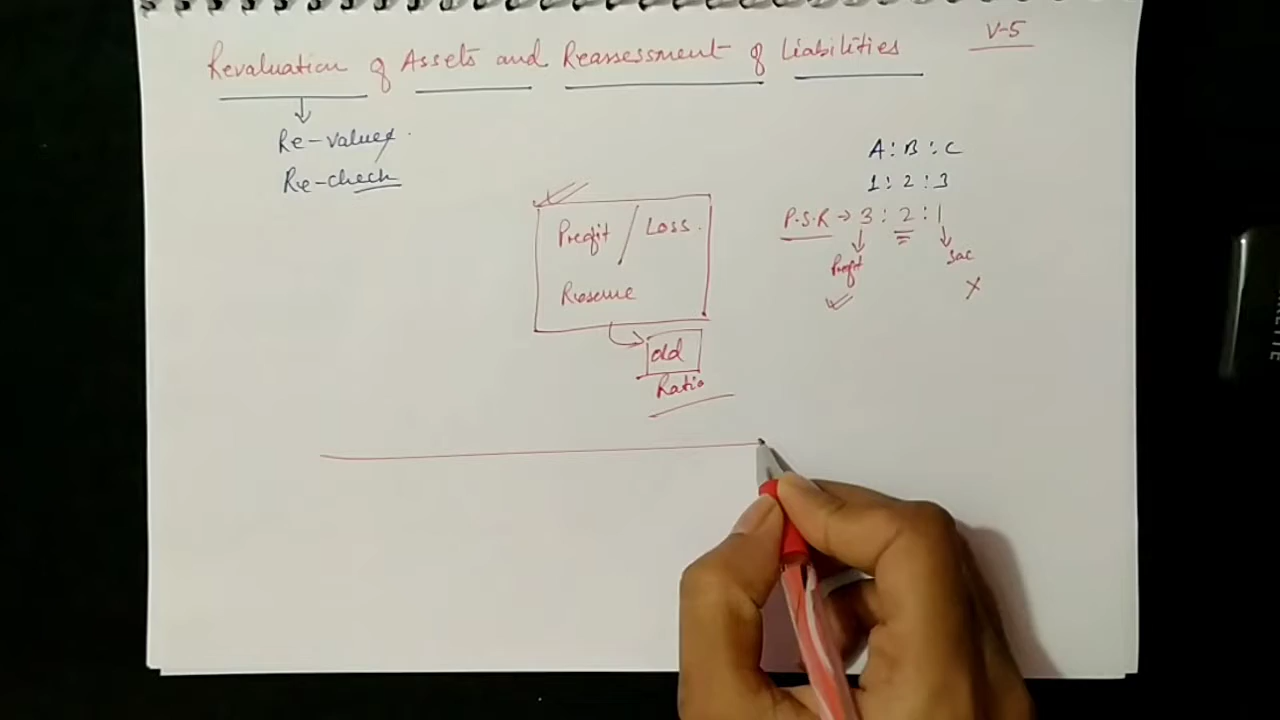 Revaluation of Assets and Reassessment of Liabilities
V-5
Re-values
Re-check
A : B : C
1 : 2 : 3
P.S.R → 3 : 2 : 1
Profit
Sac
Profit / Loss.
Reserve
old
Ratio